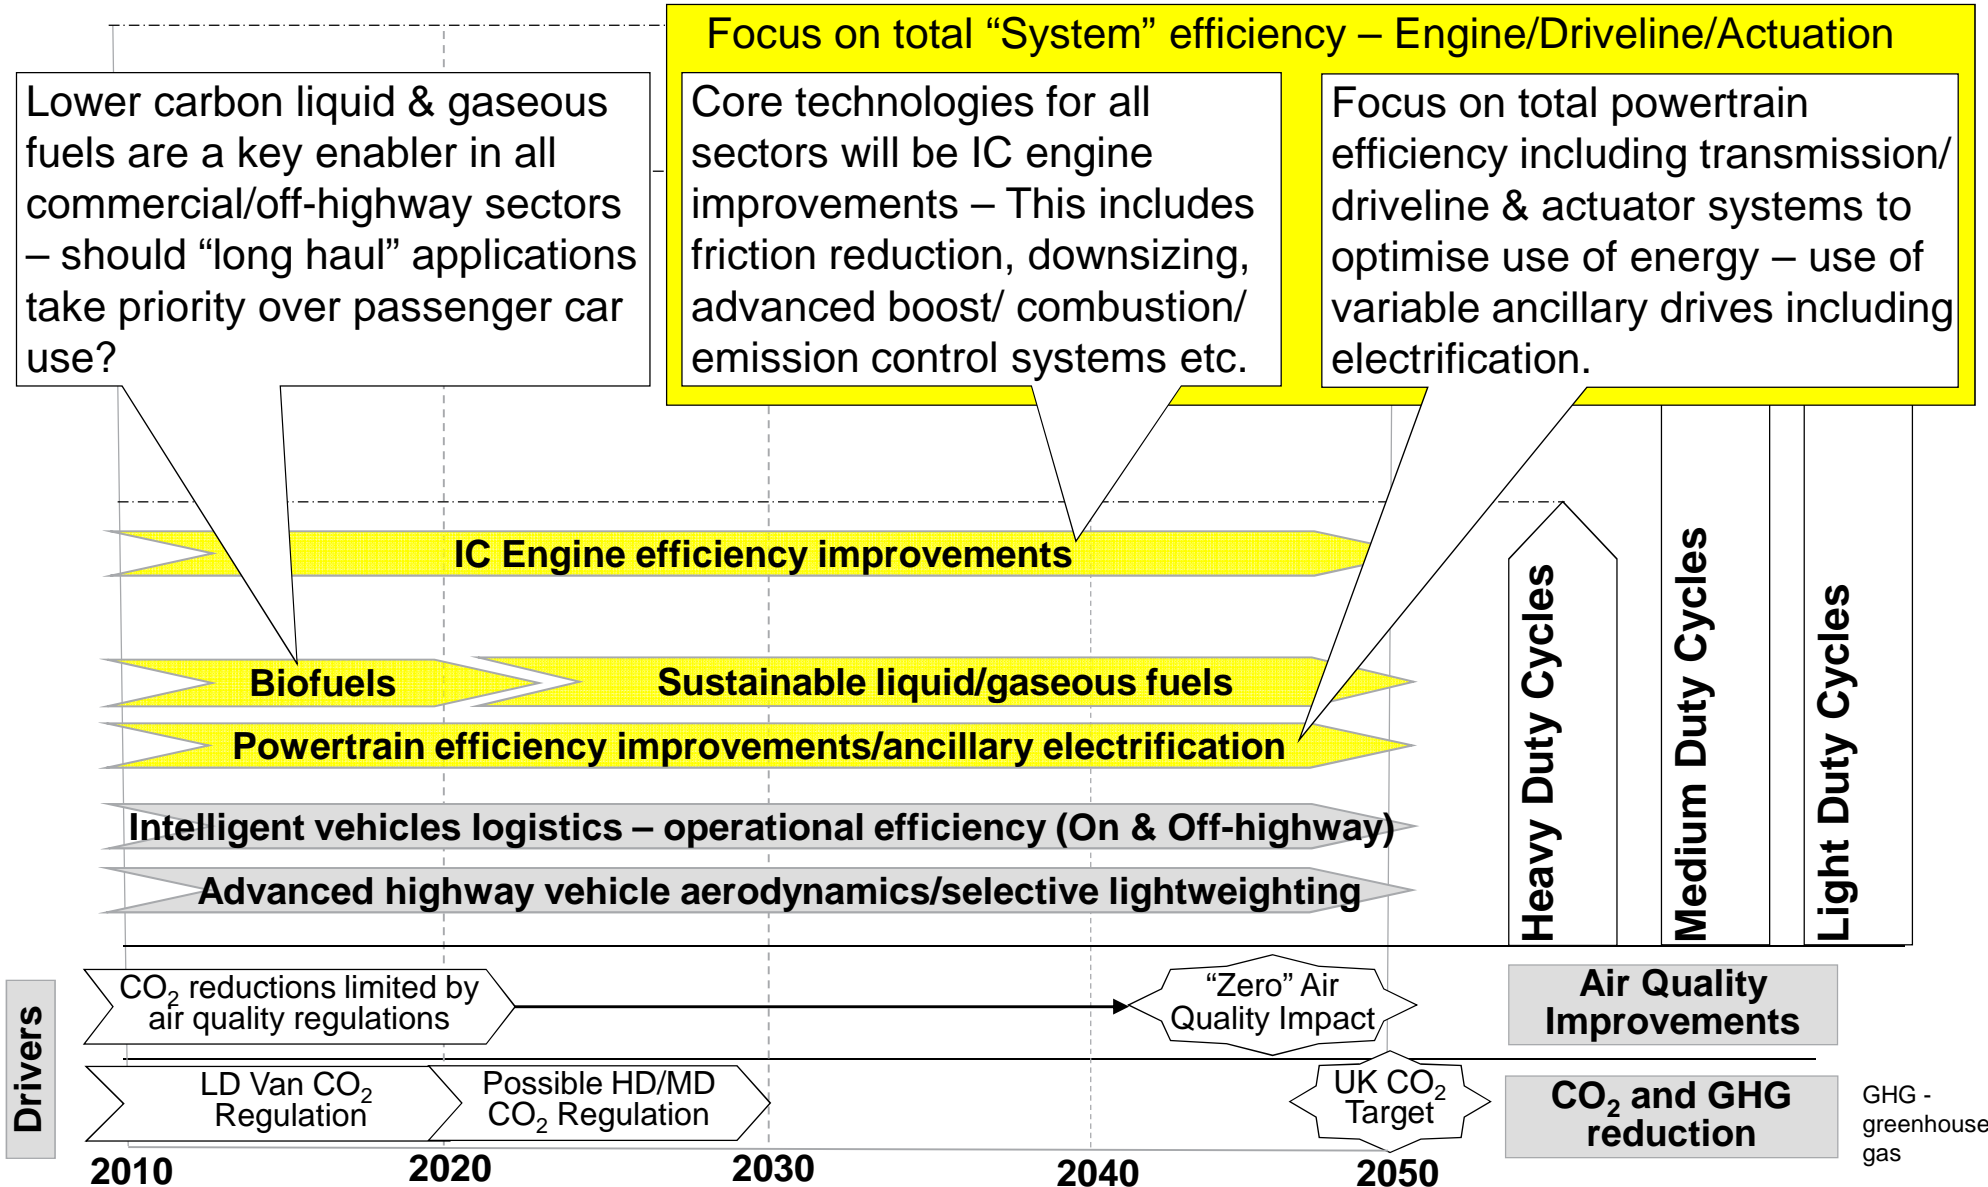 Focus on total “System” efficiency – Engine/Driveline/Actuation
Lower carbon liquid & gaseous
fuels are a key enabler in all
commercial/off-highway sectors
– should “long haul” applications
take priority over passenger car
use?
Core technologies for all
sectors will be IC engine
improvements – This includes
friction reduction, downsizing,
advanced boost/ combustion/
emission control systems etc.
Focus on total powertrain
efficiency including transmission/
driveline & actuator systems to
optimise use of energy – use of
variable ancillary drives including
electrification.
IC Engine efficiency improvements
Biofuels
Sustainable liquid/gaseous fuels
Powertrain efficiency improvements/ancillary electrification
Intelligent vehicles logistics – operational efficiency (On & Off-highway)
Advanced highway vehicle aerodynamics/selective lightweighting
Heavy Duty Cycles
Medium Duty Cycles
Light Duty Cycles
Drivers
CO₂ reductions limited by
air quality regulations
“Zero” Air
Quality Impact
Air Quality
Improvements
LD Van CO₂
Regulation
Possible HD/MD
CO₂ Regulation
UK CO₂
Target
CO₂ and GHG
reduction
GHG -
greenhouse
gas
2010
2020
2030
2040
2050